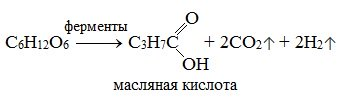 ферменты
C6H12O6 ⟶ C3H7C
O
OH
+ 2CO2↑ + 2H2↑
масляная кислота